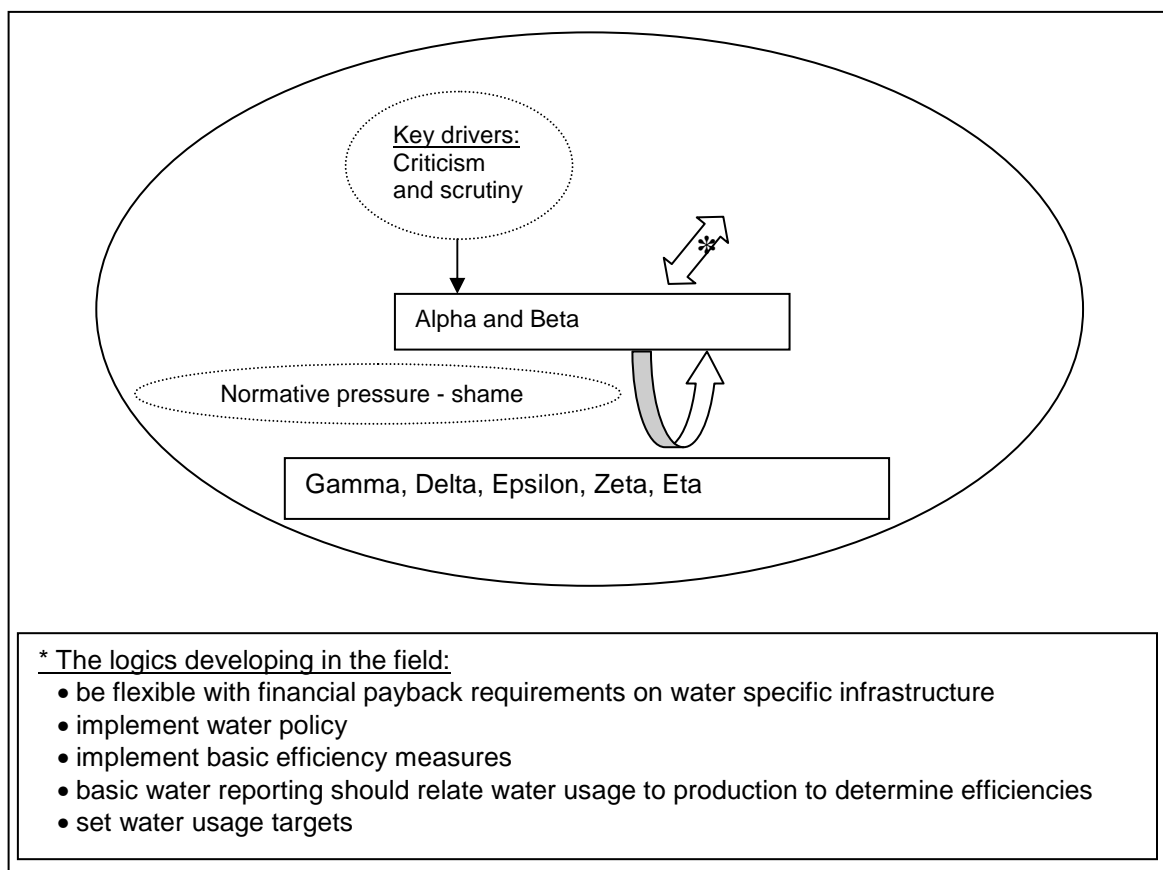 Key drivers:
Criticism
and scrutiny
*
Alpha and Beta
Normative pressure - shame
Gamma, Delta, Epsilon, Zeta, Eta
* The logics developing in the field:
• be flexible with financial payback requirements on water specific infrastructure
• implement water policy
• implement basic efficiency measures
• basic water reporting should relate water usage to production to determine efficiencies
• set water usage targets